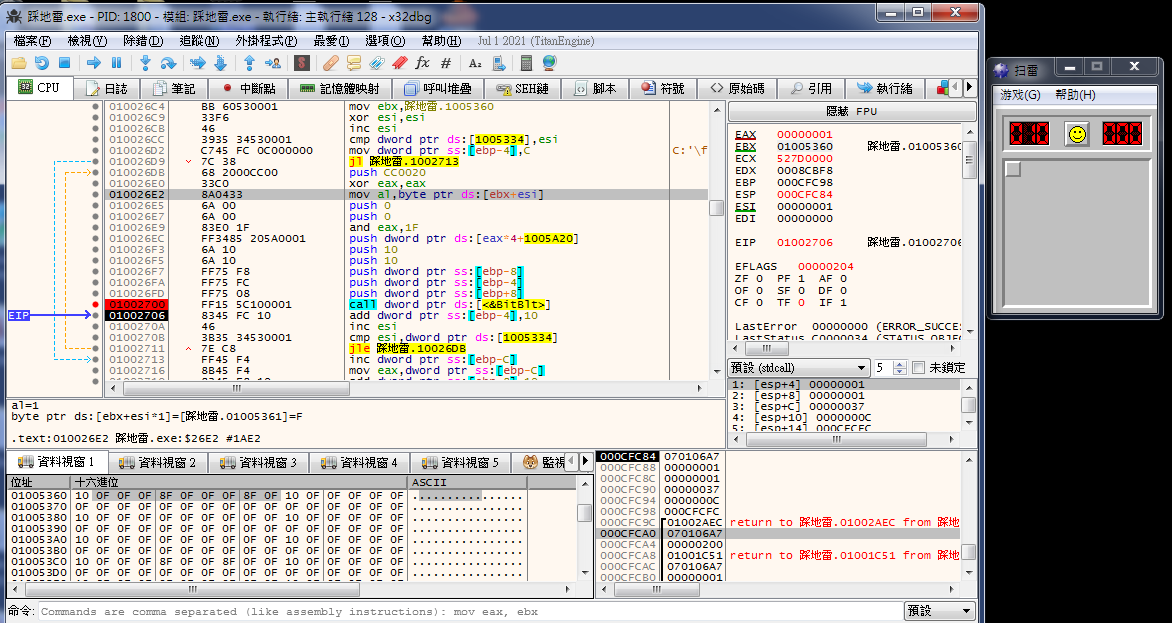 踩地雷.exe - PID: 1800 - 模組: 踩地雷.exe - 執行緒: 主執行緒 128 - x32dbg
檔案(F) 檢視(V) 除錯(D) 追蹤(N) 外掛程式(P) 最愛(I) 選項(O) 幫助(H) Jul 1 2021 (TitanEngine)
CPU 日誌 筆記 中斷點 記憶體映射 呼叫堆疊 SEH鏈 腳本 符號 原始碼 引用 執行緒
010026C4 BB 60530001 mov ebx,踩地雷.1005360
010026C9 33F6 xor esi,esi
010026CB 46 inc esi
010026CC 3935 34530001 cmp dword ptr ds:[1005334],esi
010026D2 C745 FC 0C000000 mov dword ptr ss:[ebp-4],C C:'\f
010026D9 7C 38 jl 踩地雷.1002713
010026DB 68 2000CC00 push CC0020
010026E0 33C0 xor eax,eax
010026E2 8A0433 mov al,byte ptr ds:[ebx+esi]
010026E5 6A 00 push 0
010026E7 6A 00 push 0
010026E9 83E0 1F and eax,1F
010026EC FF3485 205A0001 push dword ptr ds:[eax*4+1005A20]
010026F3 6A 10 push 10
010026F5 6A 10 push 10
010026F7 FF75 F8 push dword ptr ss:[ebp-8]
010026FA FF75 FC push dword ptr ss:[ebp-4]
010026FD FF75 08 push dword ptr ss:[ebp+8]
01002700 FF15 5C100001 call dword ptr ds:[<&BitBlt>]
EIP 01002706 8345 FC 10 add dword ptr ss:[ebp-4],10
0100270A 46 inc esi
0100270B 3B35 34530001 cmp esi,dword ptr ds:[1005334]
01002711 7E C8 jle 踩地雷.10026DB
01002713 FF45 F4 inc dword ptr ss:[ebp-C]
01002716 8B45 F4 mov eax,dword ptr ss:[ebp-C]
隱藏 FPU
EAX 00000001
EBX 01005360 踩地雷.01005360
ECX 527D0000
EDX 0008CBF8
EBP 000CFC98
ESP 000CFC84
ESI 00000001
EDI 00000000
EIP 01002706 踩地雷.01002706
EFLAGS 00000204
ZF 0 PF 1 AF 0
OF 0 SF 0 DF 0
CF 0 TF 0 IF 1
LastError 00000000 (ERROR_SUCCE
LastStatus C0000034 (STATUS_OBJE
預設 (stdcall) 5 未鎖定
1: [esp+4] 00000001
2: [esp+8] 00000001
3: [esp+C] 00000037
4: [esp+10] 0000000C
5: [esp+14] 000CFCFC
al=1
byte ptr ds:[ebx+esi*1]=[踩地雷.01005361]=F
.text:010026E2 踩地雷.exe:$26E2 #1AE2
資料視窗 1 資料視窗 2 資料視窗 3 資料視窗 4 資料視窗 5 監視
位址 十六進位 ASCII
01005360 10 0F 0F 0F 8F 0F 0F 0F 8F 0F 10 0F 0F 0F 0F 0F
01005370 0F 0F 0F 0F 0F 0F 0F 0F 0F 0F 0F 0F 0F 0F 0F 0F
01005380 10 0F 0F 0F 0F 0F 0F 0F 0F 0F 10 0F 0F 0F 0F 0F
01005390 0F 0F 0F 0F 0F 0F 0F 0F 0F 0F 0F 0F 0F 0F 0F 0F
010053A0 10 0F 0F 0F 0F 0F 0F 0F 0F 0F 10 0F 0F 0F 0F 0F
010053B0 0F 0F 0F 0F 0F 0F 0F 0F 0F 0F 0F 0F 0F 0F 0F 0F
010053C0 10 0F 0F 0F 8F 0F 8F 0F 8F 0F 10 0F 0F 0F 0F 0F
010053D0 0F 0F 0F 0F 0F 0F 0F 0F 0F 0F 0F 0F 0F 0F 0F 0F
000CFC84 070106A7
000CFC88 00000001
000CFC8C 00000001
000CFC90 00000037
000CFC94 0000000C
000CFC98 000CFCFC
000CFC9C 01002AEC return to 踩地雷.01002AEC from 踩地
000CFCA0 070106A7
000CFCA4 00000200
000CFCA8 01001C51 return to 踩地雷.01001C51 from 踩地
000CFCAC 070106A7
000CFCB0 00000001
命令: Commands are comma separated (like assembly instructions): mov eax, ebx 預設
扫雷
游戏(G) 帮助(H)